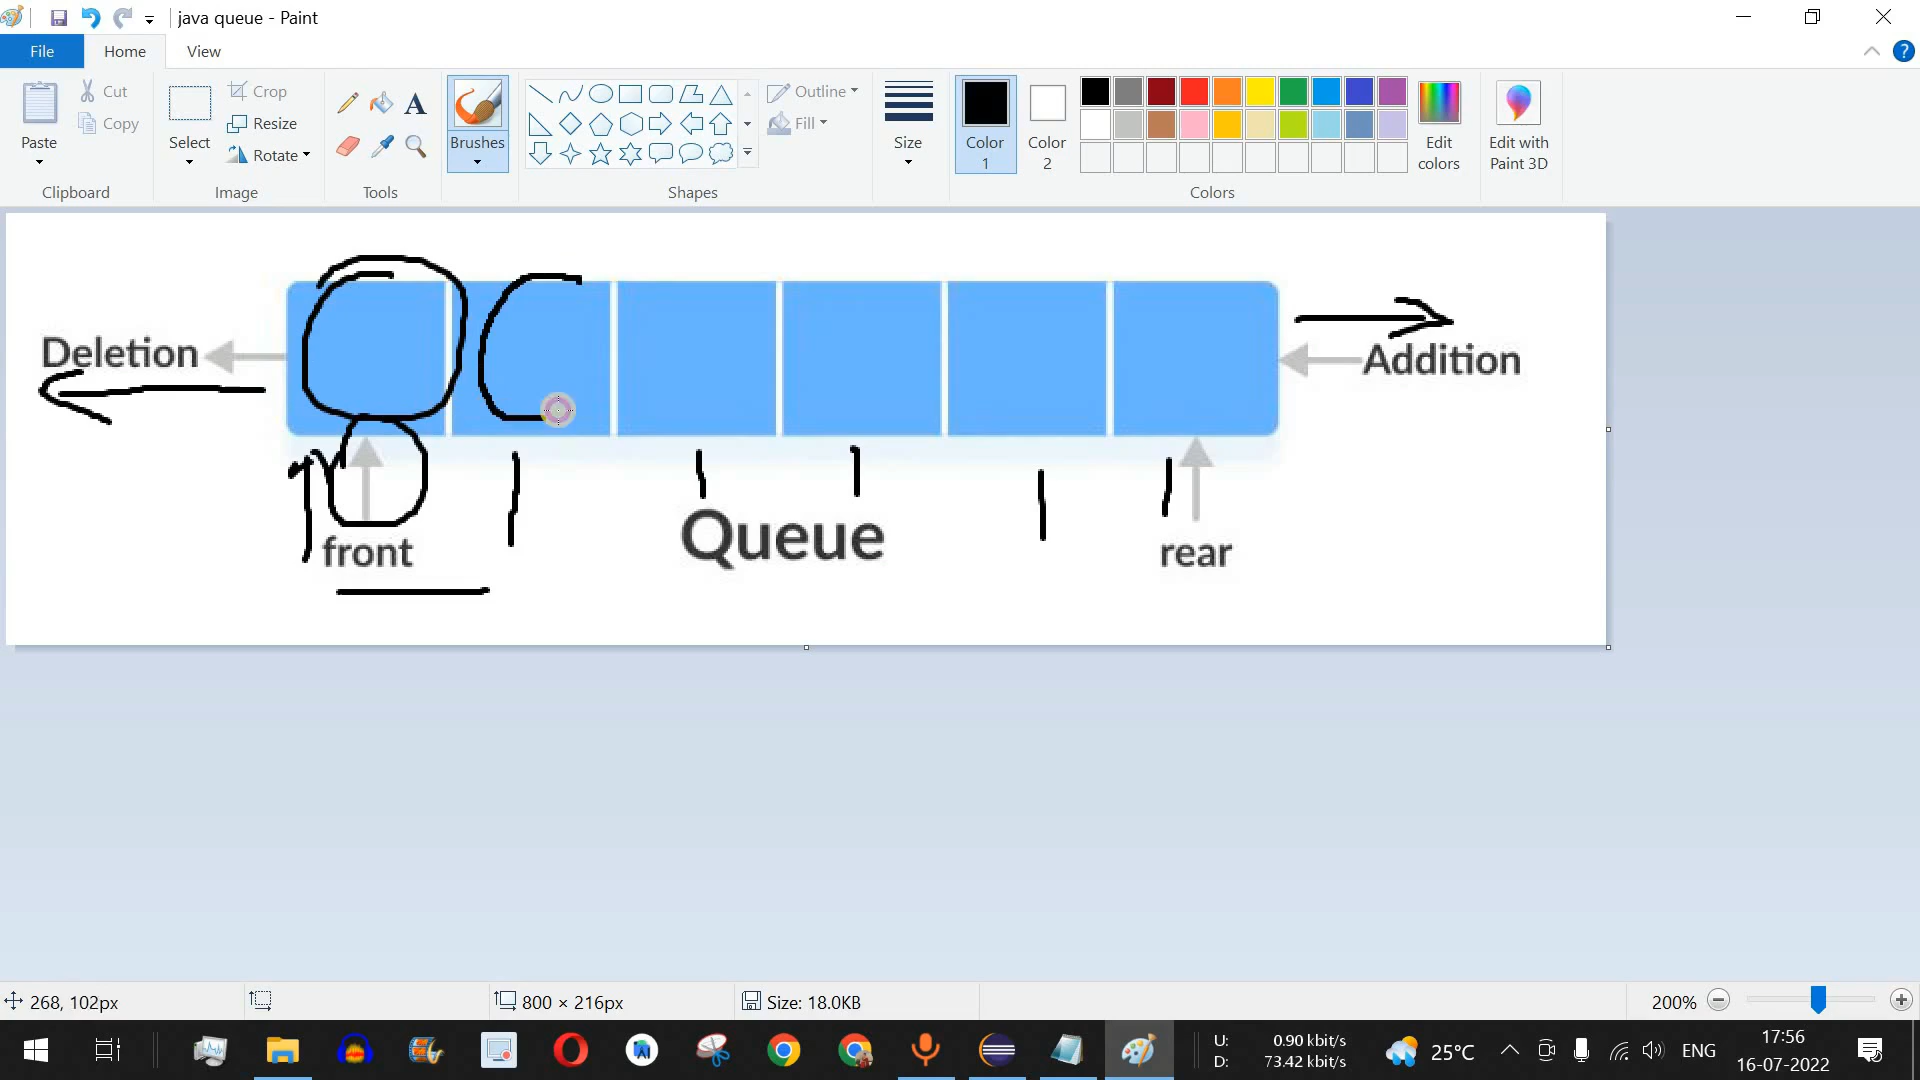 java queue - Paint
File Home View
Paste
Cut
Copy
Clipboard
Select
Crop
Resize
Rotate
Image
A
Tools
Brushes
Shapes
Outline
Fill
Size
Color 1
Color 2
Colors
Edit colors
Edit with Paint 3D
?
Deletion
Addition
front
Queue
rear
268, 102px
800 × 216px
Size: 18.0KB
200%
U: 0.90 kbit/s
D: 73.42 kbit/s
25°C
ENG
17:56
16-07-2022